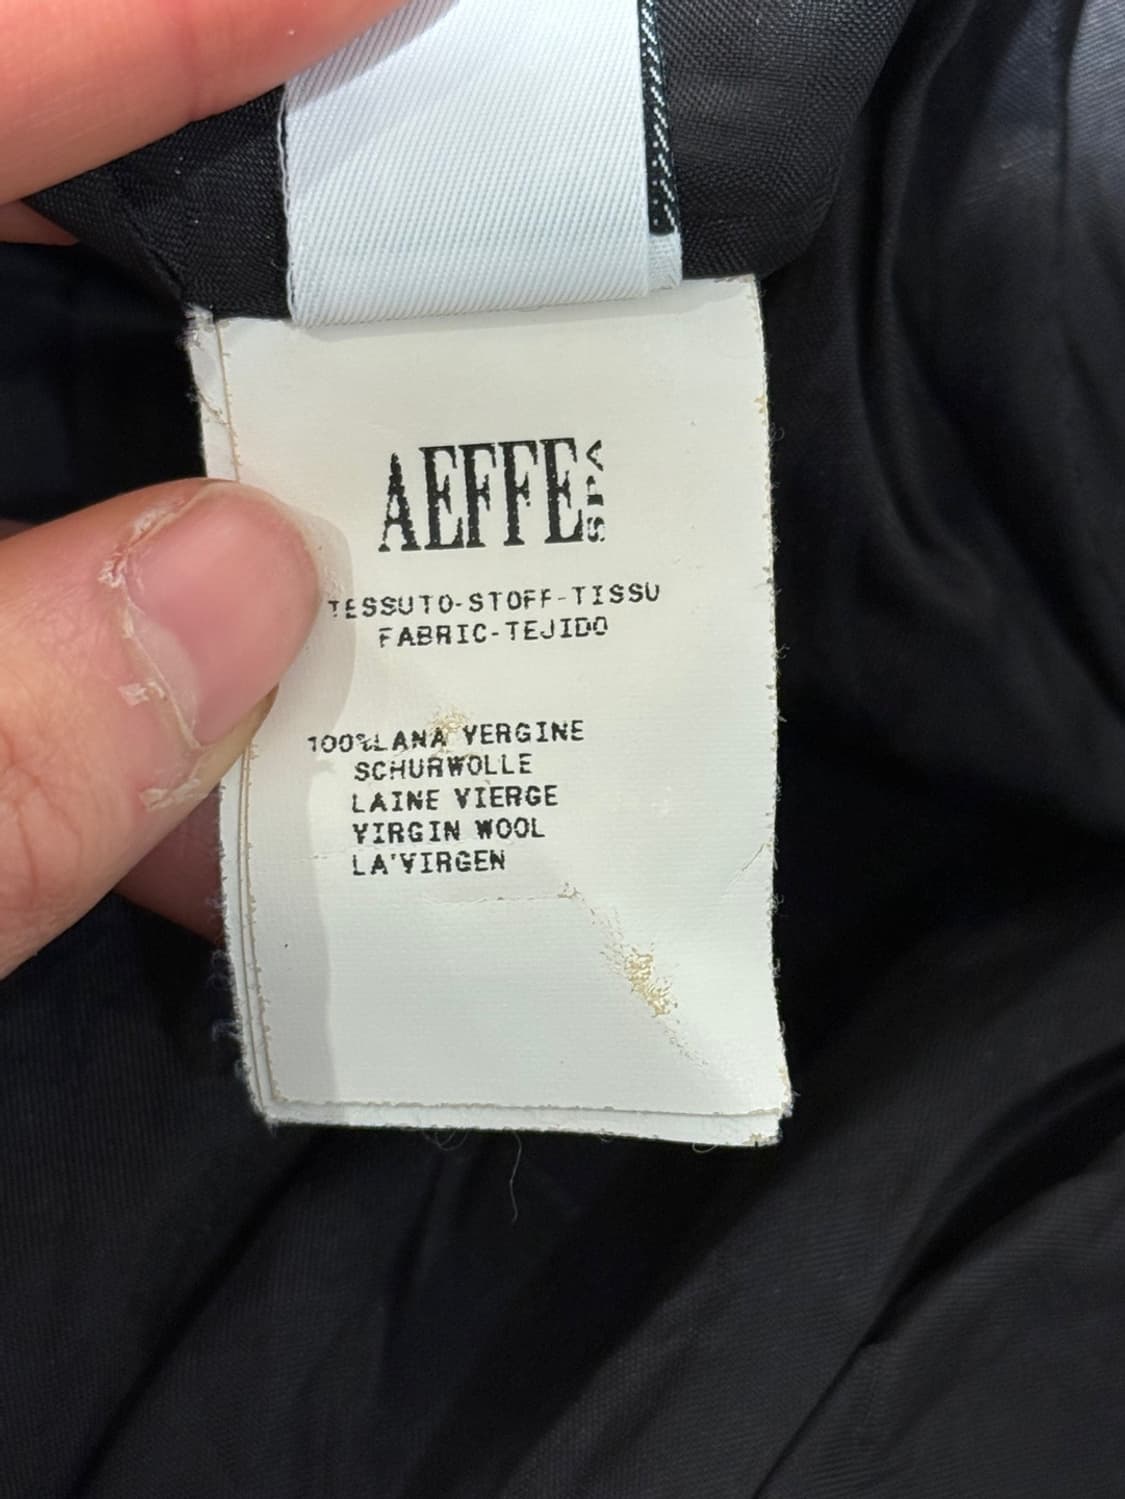 AEFFE SPA
TESSUTO-STOFF-TISSU
FABRIC-TEJIDO
100%LANA VERGINE
SCHURWOLLE
LAINE VIERGE
VIRGIN WOOL
LA'VIRGEN